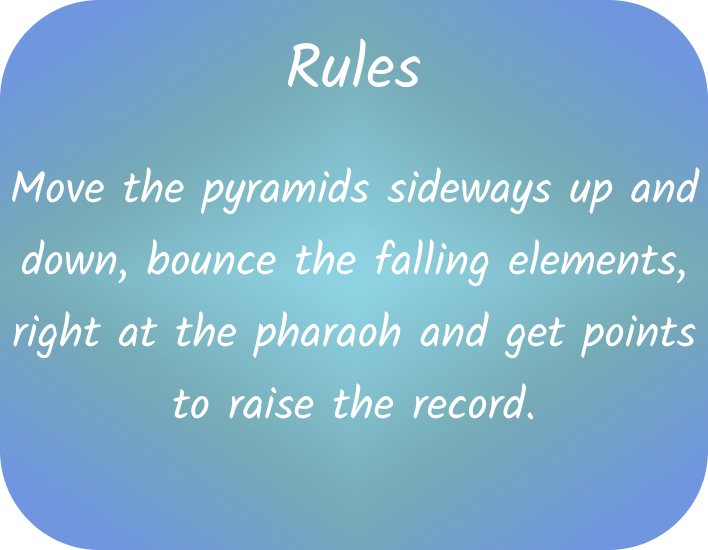 Rules
Move the pyramids sideways up and
down, bounce the falling elements,
right at the pharaoh and get points
to raise the record.